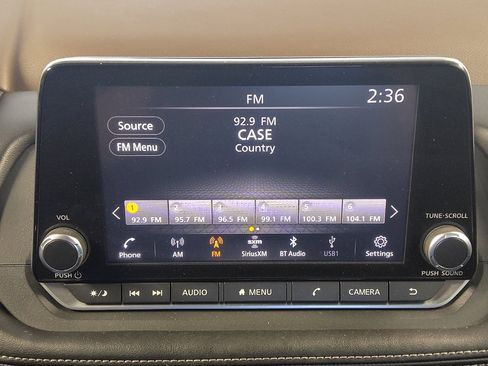 FM 2:36
92.9 FM
Source
CASE
FM Menu
Country
1 2 3 4 5 6
92.9 FM 95.7 FM 96.5 FM 99.1 FM 100.3 FM 104.1 FM
VOL
TUNE·SCROLL
sxm
Phone AM FM SiriusXM BT Audio USB1 Settings
PUSH
PUSH SOUND
AUDIO MENU CAMERA